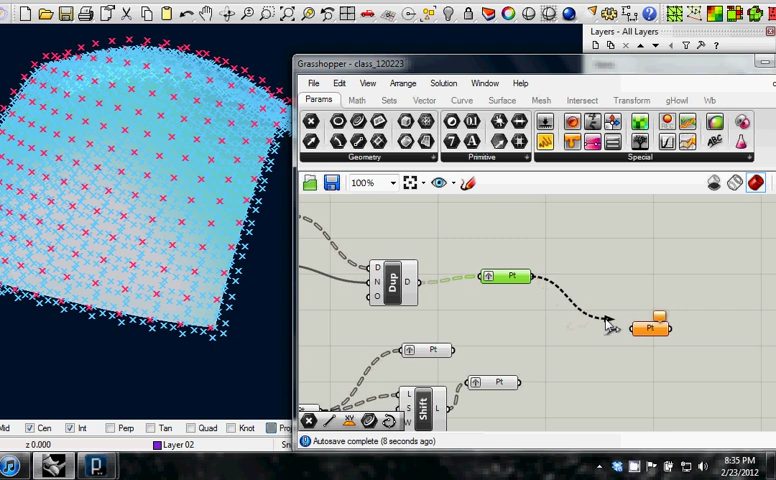 Layers - All Layers
Grasshopper - class_120223
File Edit View Arrange Solution Window Help
Params Math Sets Vector Curve Surface Mesh Intersect Transform gHowl Wb
Geometry Primitive Special
100%
D
N
O
Dup
D
Pt
Pt
Pt
Pt
L
S
W
Shift
L
Mid Cen Int Perp Tan Quad Knot
z 0.000 Layer 02
Autosave complete (8 seconds ago)
8:35 PM
2/23/2012